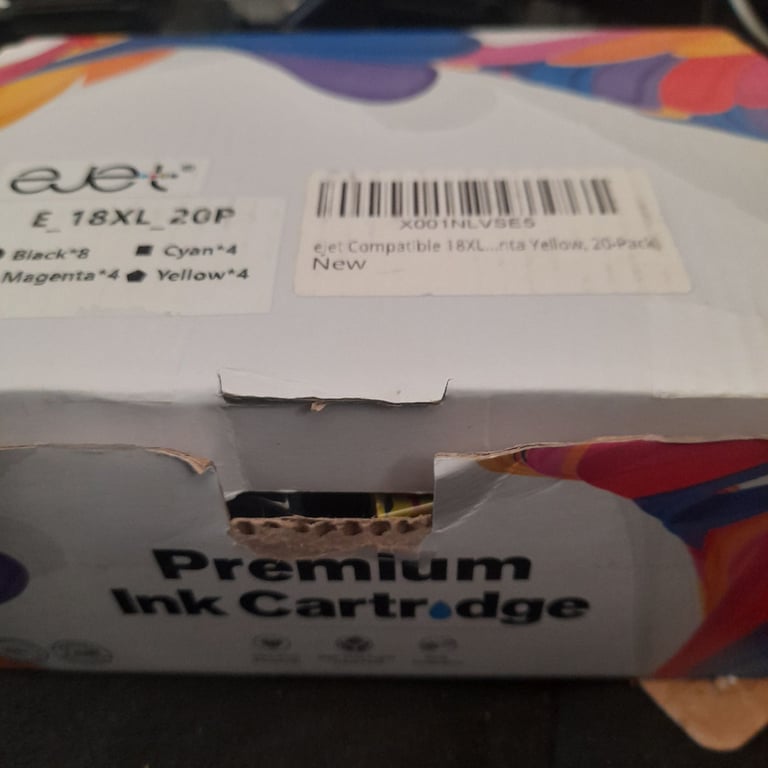 ejet®
E_18XL_20P
Black*8 Cyan*4
Magenta*4 Yellow*4
X001NLVSE5
ejet Compatible 18XL...nta Yellow, 20-Pack
New
Premium
Ink Cartridge